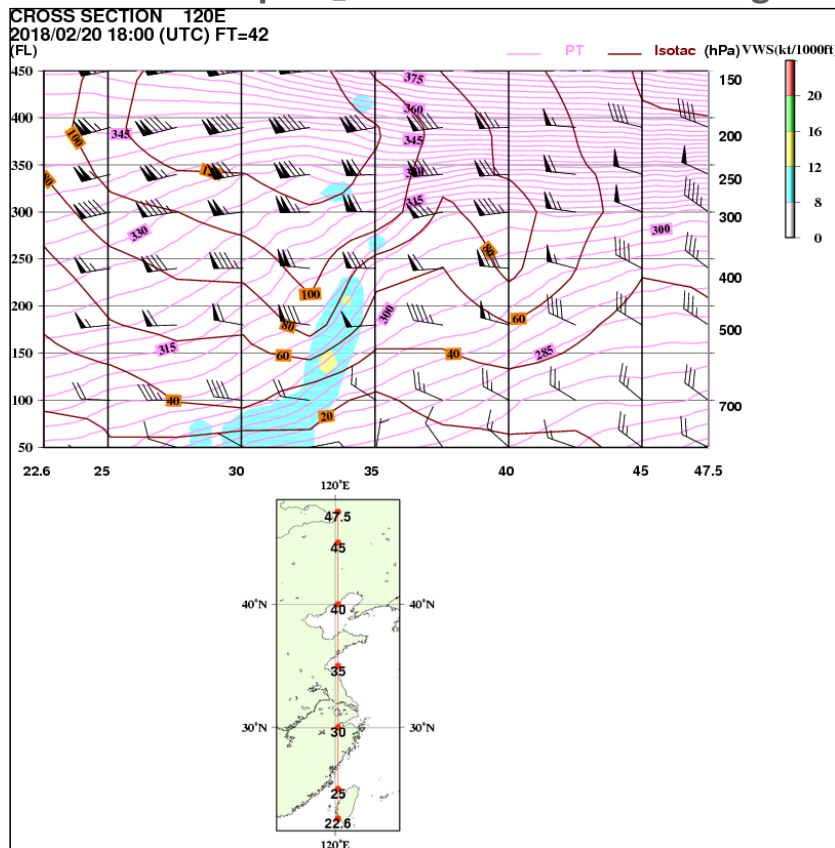 CROSS SECTION 120E
2018/02/20 18:00 (UTC) FT=42
(FL)
PT Isotac (hPa) VWS(kt/1000ft)
450 375 150
20
400 360
100 345 345 200 16
350
120 330 250 12
80
300 315 300 8
330 300
250 80 4
400
100 0
200 300
80 60 500
150 315 60 40 285
100 40 700
20
50
22.6 25 30 35 40 45 47.5
120°E
47.5
45
40°N 40 40°N
35
30°N 30 30°N
25
22.6
120°E